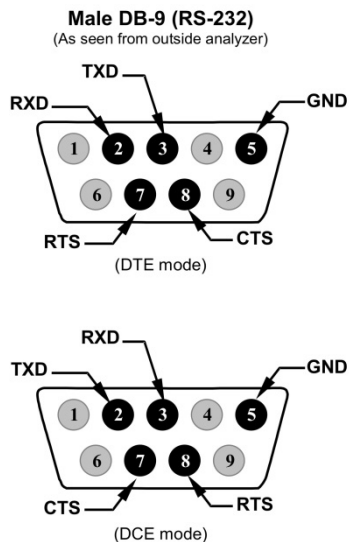 Male DB-9 (RS-232)
(As seen from outside analyzer)
TXD
RXD
GND
1 2 3 4 5
6 7 8 9
RTS
CTS
(DTE mode)
RXD
TXD
GND
1 2 3 4 5
6 7 8 9
CTS
RTS
(DCE mode)